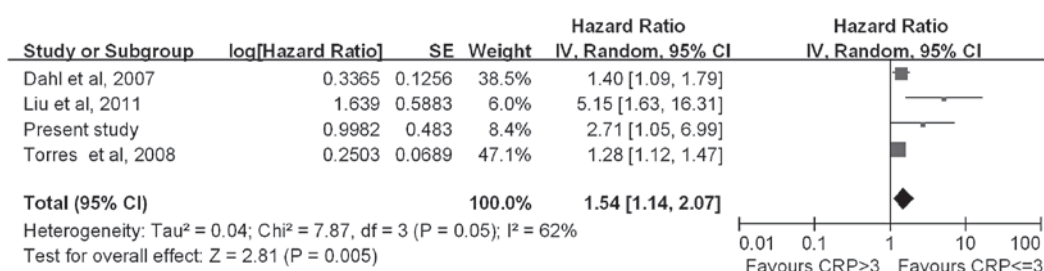 Hazard Ratio Hazard Ratio
Study or Subgroup log[Hazard Ratio] SE Weight IV, Random, 95% CI IV, Random, 95% CI
Dahl et al, 2007 0.3365 0.1256 38.5% 1.40 [1.09, 1.79]
Liu et al, 2011 1.639 0.5883 6.0% 5.15 [1.63, 16.31]
Present study 0.9982 0.483 8.4% 2.71 [1.05, 6.99]
Torres et al, 2008 0.2503 0.0689 47.1% 1.28 [1.12, 1.47]
Total (95% CI) 100.0% 1.54 [1.14, 2.07]
Heterogeneity: Tau² = 0.04; Chi² = 7.87, df = 3 (P = 0.05); I² = 62%
Test for overall effect: Z = 2.81 (P = 0.005)
0.01 0.1 1 10 100
Favours CRP>3 Favours CRP<=3